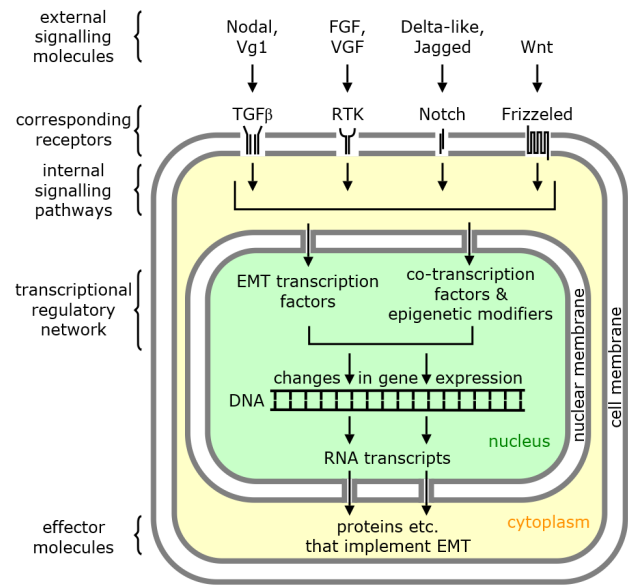 external
signalling
molecules
Nodal,
Vg1
FGF,
VGF
Delta-like,
Jagged
Wnt
corresponding
receptors
TGFβ
RTK
Notch
Frizzeled
internal
signalling
pathways
transcriptional
regulatory
network
EMT transcription
factors
co-transcription
factors &
epigenetic modifiers
changes in gene expression
DNA
nucleus
RNA transcripts
nuclear membrane
cell membrane
effector
molecules
proteins etc.
that implement EMT
cytoplasm